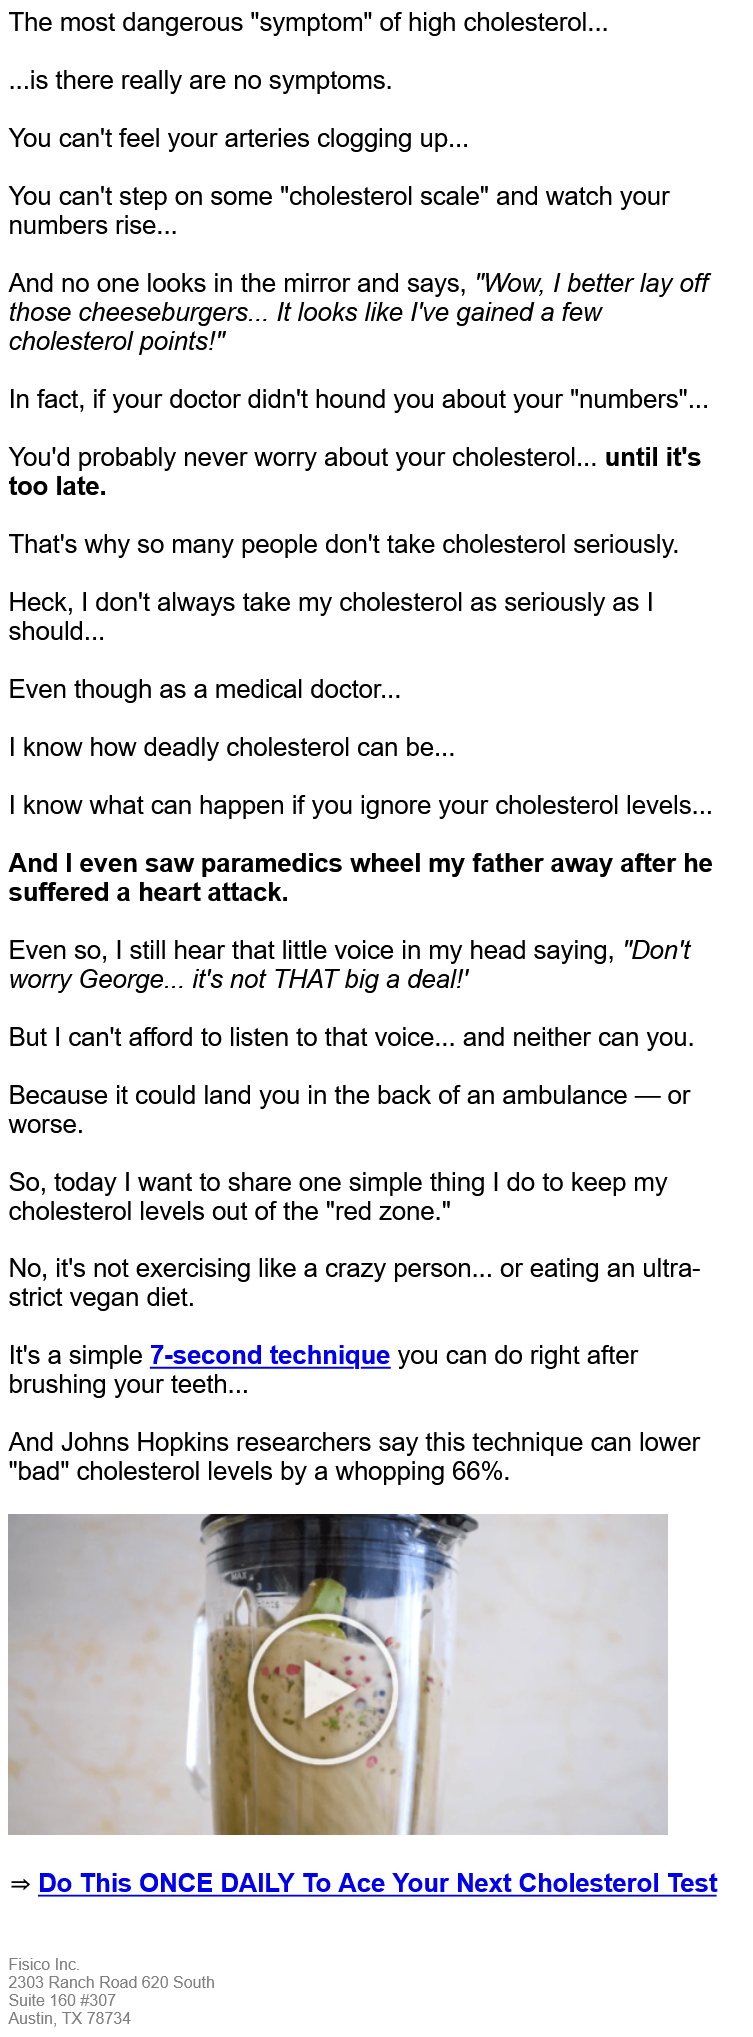 The most dangerous "symptom" of high cholesterol...
...is there really are no symptoms.
You can't feel your arteries clogging up...
You can't step on some "cholesterol scale" and watch your
numbers rise...
And no one looks in the mirror and says, "Wow, I better lay off
those cheeseburgers... It looks like I've gained a few
cholesterol points!"
In fact, if your doctor didn't hound you about your "numbers"...
You'd probably never worry about your cholesterol... until it's
too late.
That's why so many people don't take cholesterol seriously.
Heck, I don't always take my cholesterol as seriously as I
should...
Even though as a medical doctor...
I know how deadly cholesterol can be...
I know what can happen if you ignore your cholesterol levels...
And I even saw paramedics wheel my father away after he
suffered a heart attack.
Even so, I still hear that little voice in my head saying, "Don't
worry George... it's not THAT big a deal!'
But I can't afford to listen to that voice... and neither can you.
Because it could land you in the back of an ambulance — or
worse.
So, today I want to share one simple thing I do to keep my
cholesterol levels out of the "red zone."
No, it's not exercising like a crazy person... or eating an ultra-
strict vegan diet.
It's a simple 7-second technique you can do right after
brushing your teeth...
And Johns Hopkins researchers say this technique can lower
"bad" cholesterol levels by a whopping 66%.
MAX
3
⇒ Do This ONCE DAILY To Ace Your Next Cholesterol Test
Fisico Inc.
2303 Ranch Road 620 South
Suite 160 #307
Austin, TX 78734